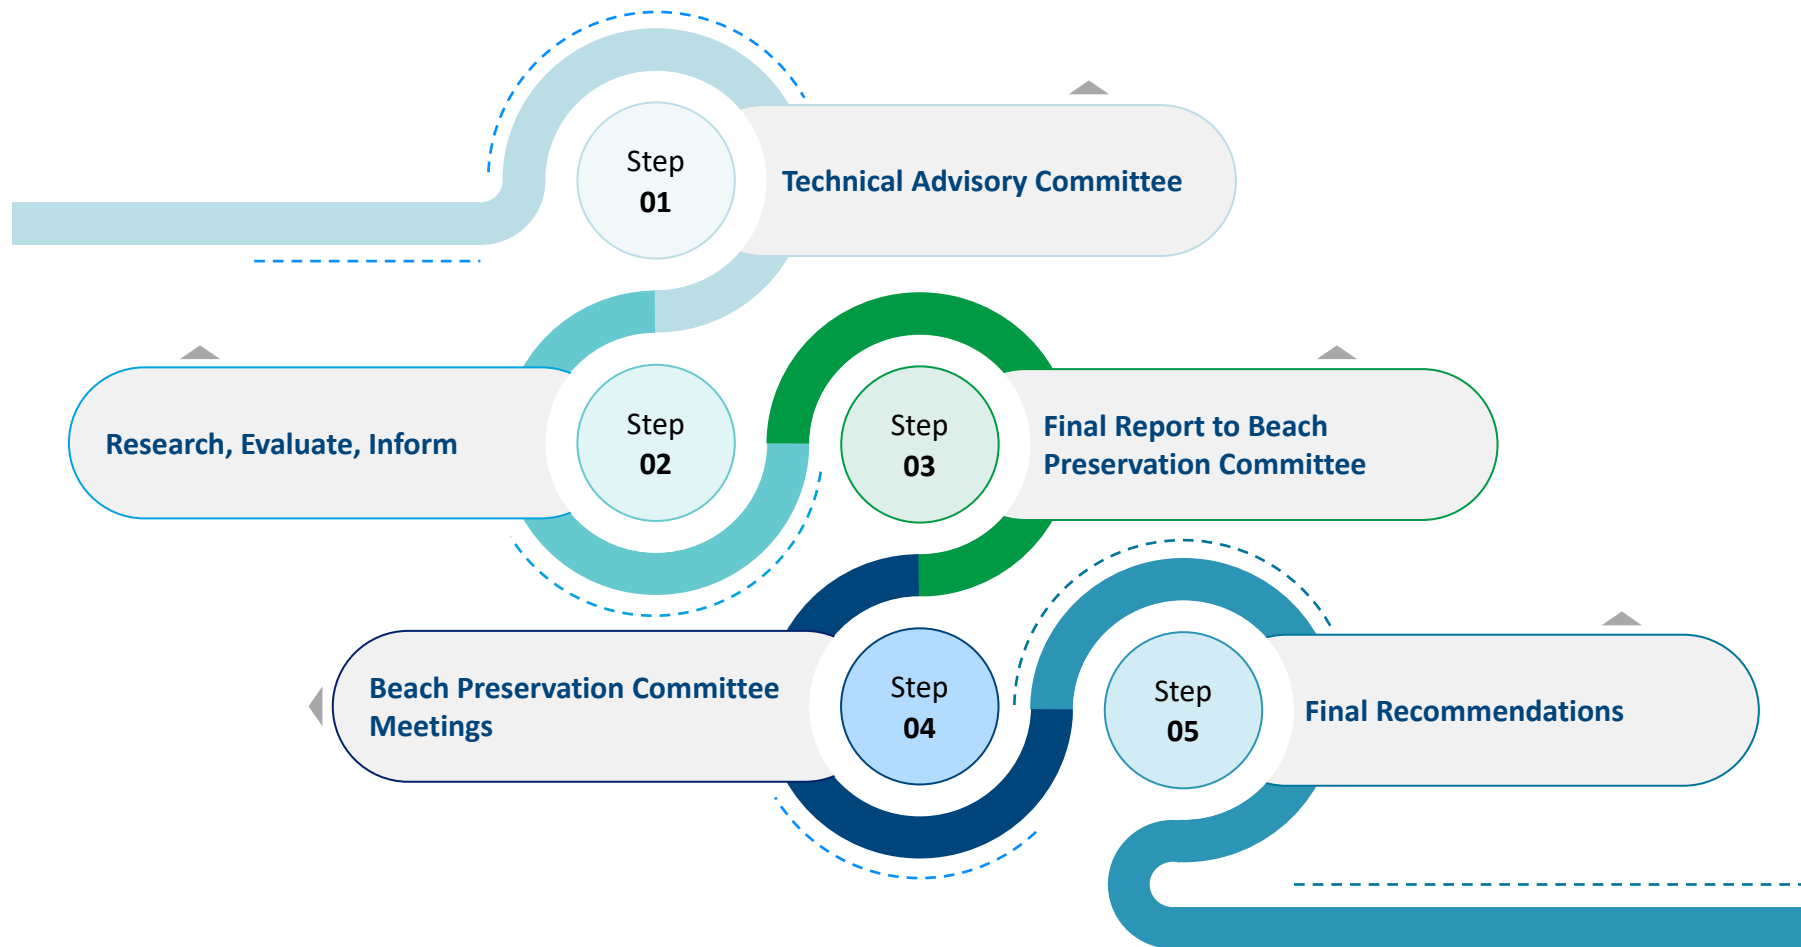 Step
01
Technical Advisory Committee
Research, Evaluate, Inform
Step
02
Step
03
Final Report to Beach
Preservation Committee
Beach Preservation Committee
Meetings
Step
04
Step
05
Final Recommendations